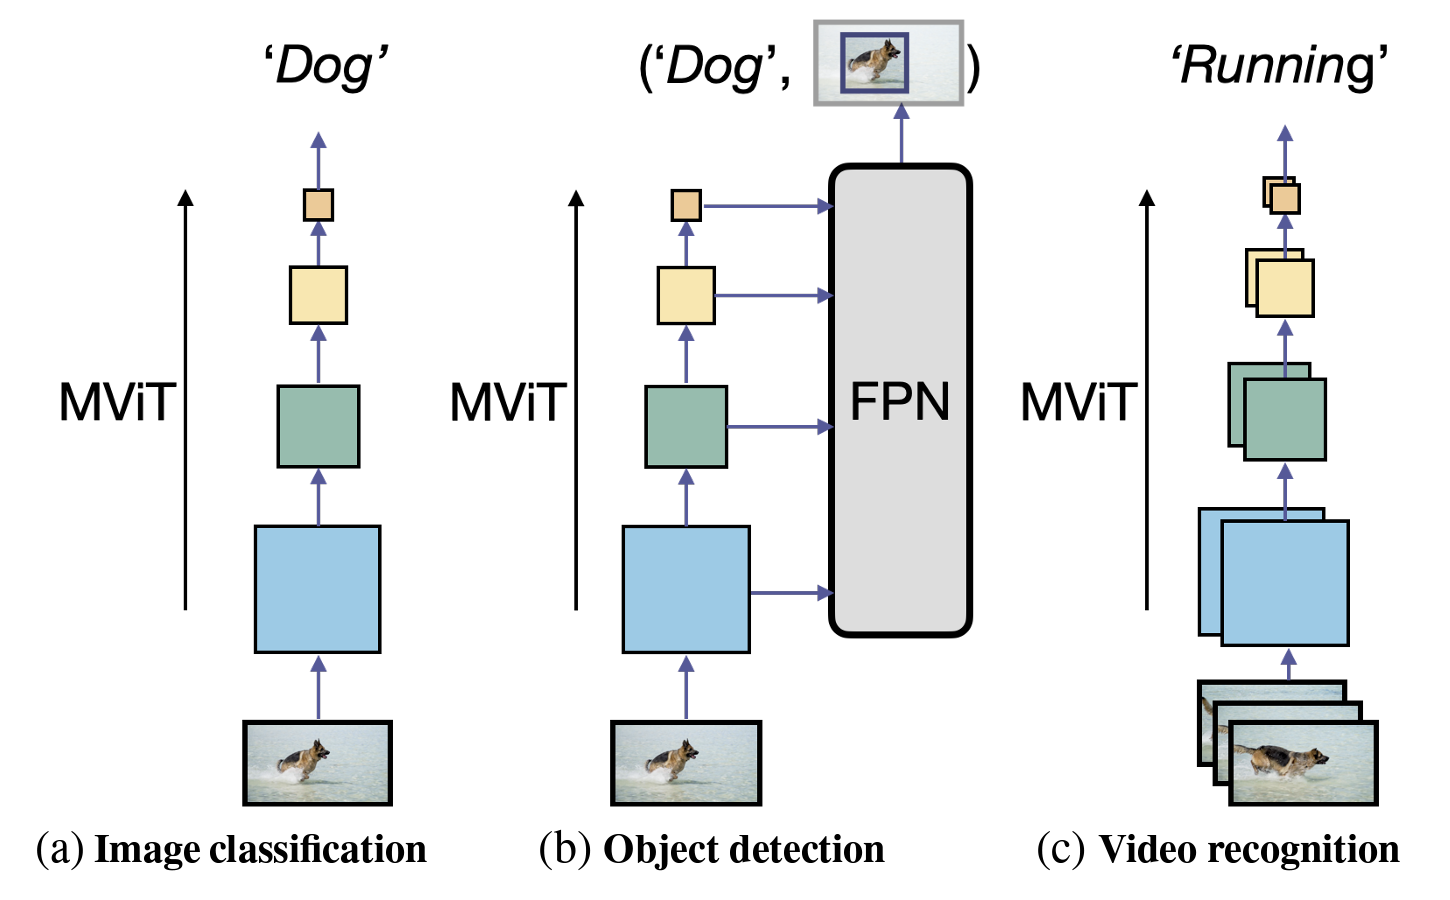 ‘Dog’
(‘Dog’, )
‘Running’
MViT
MViT
FPN
MViT
(a) Image classification
(b) Object detection
(c) Video recognition